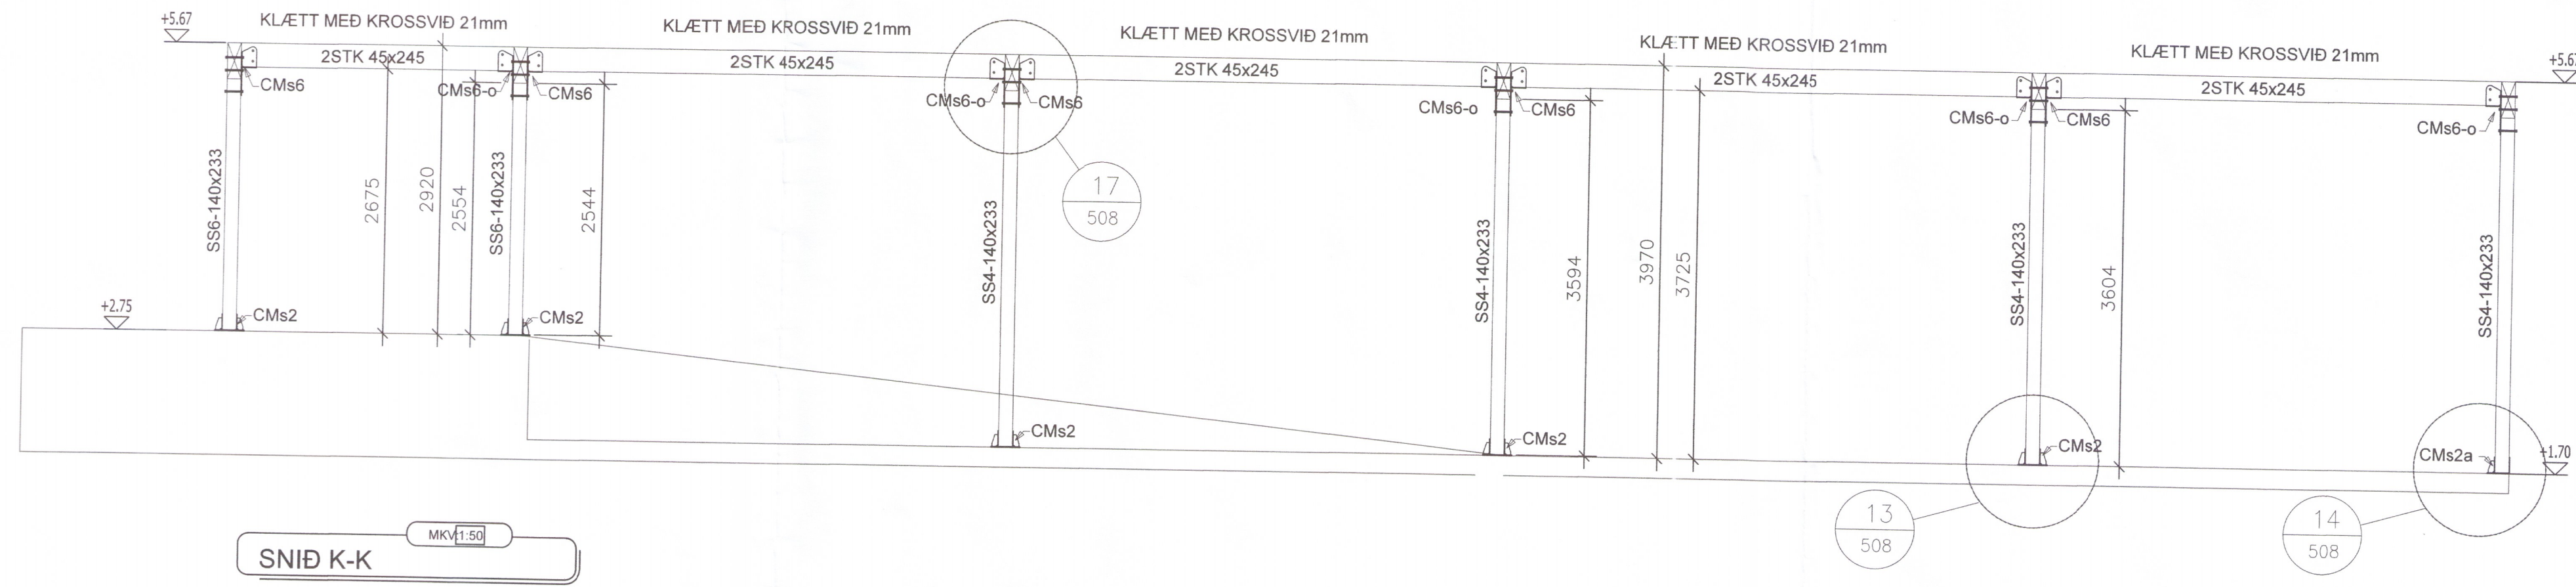 +5.67
KLÆTT MEÐ KROSSVIÐ 21mm
KLÆTT MEÐ KROSSVIÐ 21mm
KLÆTT MEÐ KROSSVIÐ 21mm
KLÆTT MEÐ KROSSVIÐ 21mm
KLÆTT MEÐ KROSSVIÐ 21mm
2STK 45x245
2STK 45x245
2STK 45x245
2STK 45x245
2STK 45x245
CMs6
CMs6-o
CMs6
CMs6-o
CMs6
CMs6-o
CMs6
CMs6-o
CMs6
CMs6-o
SS6-140x233
2675
2920
2554
SS6-140x233
2544
SS4-140x233
17
508
SS4-140x233
3594
3970
3725
SS4-140x233
3604
SS4-140x233
+2.75
CMs2
CMs2
CMs2
CMs2
CMs2
CMs2a
+1.70
13
508
14
508
MKV:1:50
SNIÐ K-K